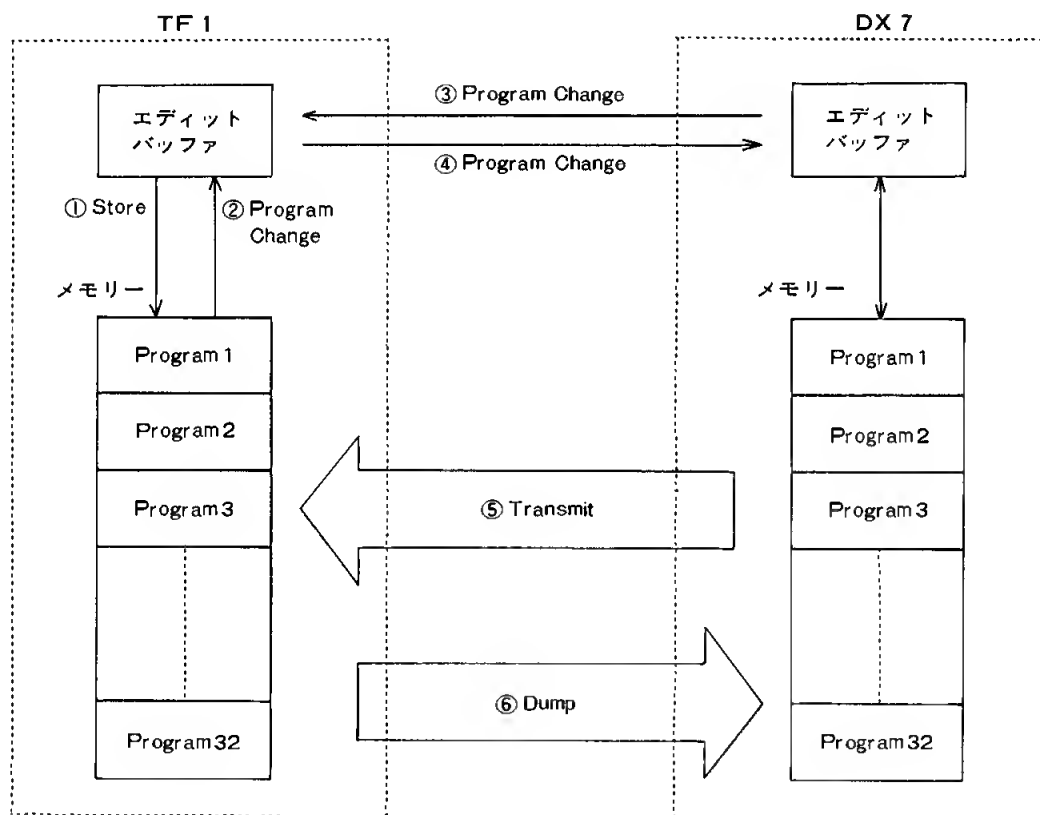 TF 1
DX 7
エディット
バッファ
③ Program Change
④ Program Change
エディット
バッファ
① Store
② Program
Change
メモリー
メモリー
Program 1
Program 2
Program 3
Program 32
⑤ Transmit
⑥ Dump
Program 1
Program 2
Program 3
Program 32